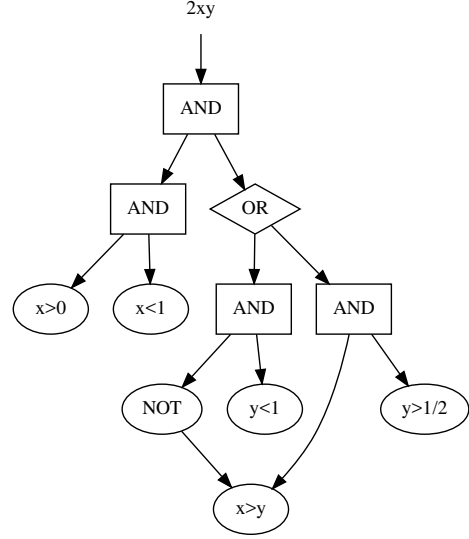 2xy
AND
AND
OR
x>0
x<1
AND
AND
NOT
y<1
y>1/2
x>y